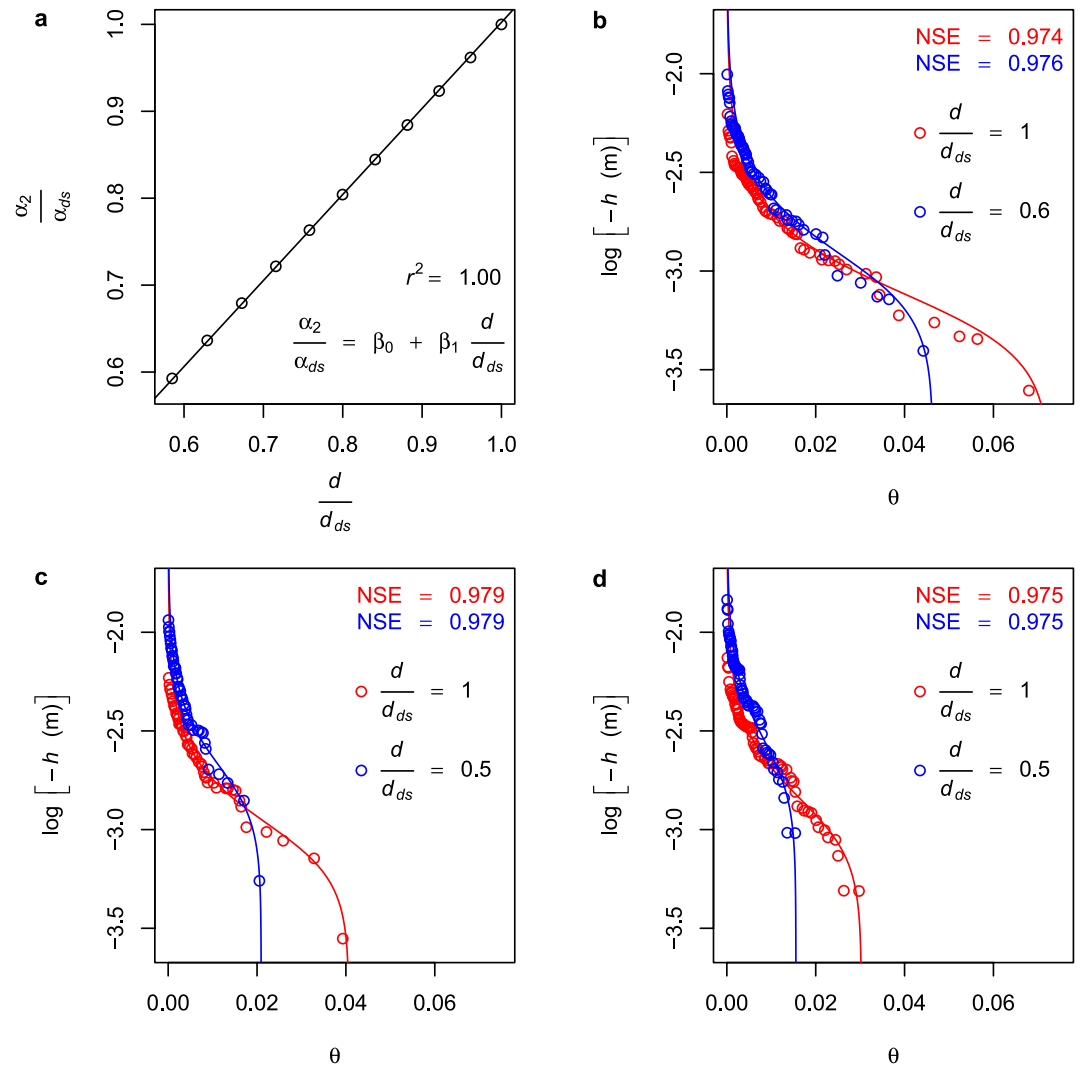 a
α2 / αds
1.0
0.9
0.8
0.7
0.6
r² = 1.00
α2 / αds = β0 + β1 d / dds
0.6 0.7 0.8 0.9 1.0
d / dds
b
log [−h (m)]
−2.0
−2.5
−3.0
−3.5
NSE = 0.974
NSE = 0.976
d / dds = 1
d / dds = 0.6
0.00 0.02 0.04 0.06
θ
c
log [−h (m)]
−2.0
−2.5
−3.0
−3.5
NSE = 0.979
NSE = 0.979
d / dds = 1
d / dds = 0.5
0.00 0.02 0.04 0.06
θ
d
log [−h (m)]
−2.0
−2.5
−3.0
−3.5
NSE = 0.975
NSE = 0.975
d / dds = 1
d / dds = 0.5
0.00 0.02 0.04 0.06
θ